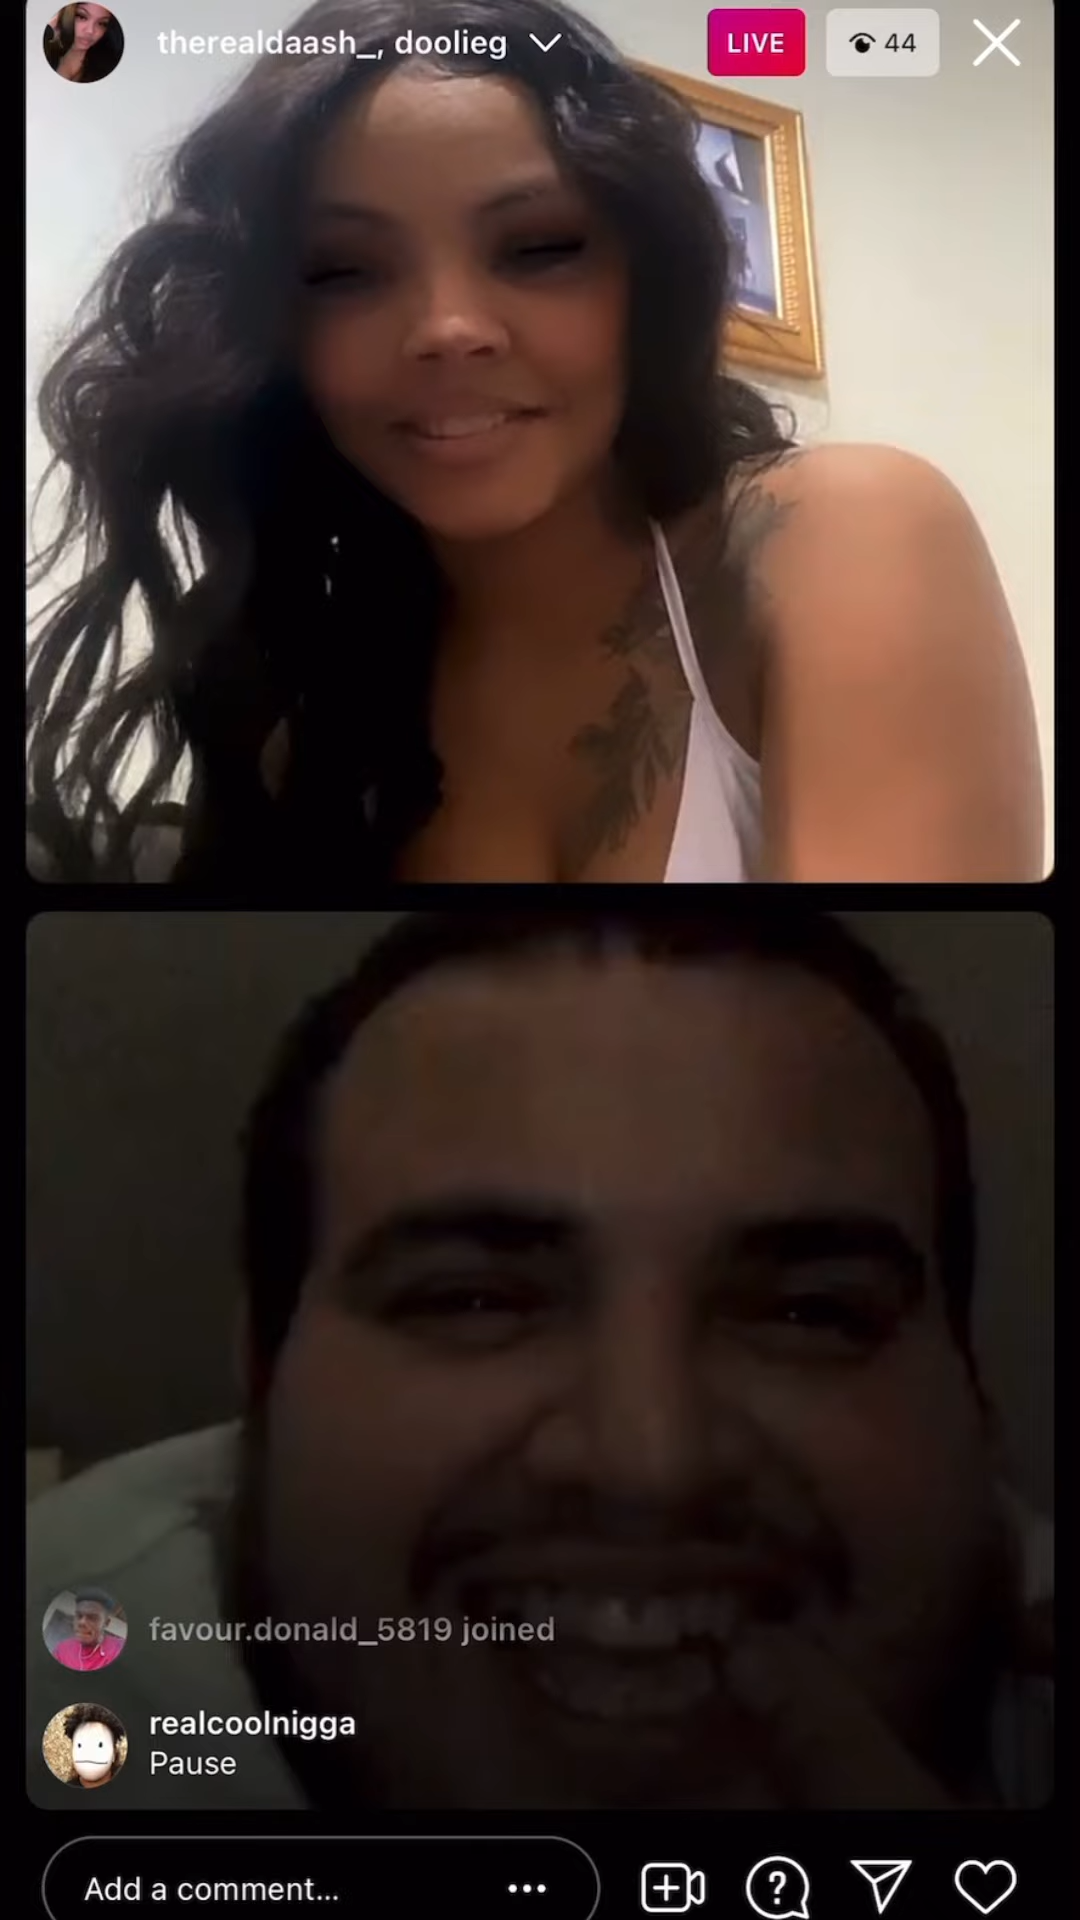 therealdaash_, doolieg
LIVE
44
favour.donald_5819 joined
realcoolnigga
Pause
Add a comment...